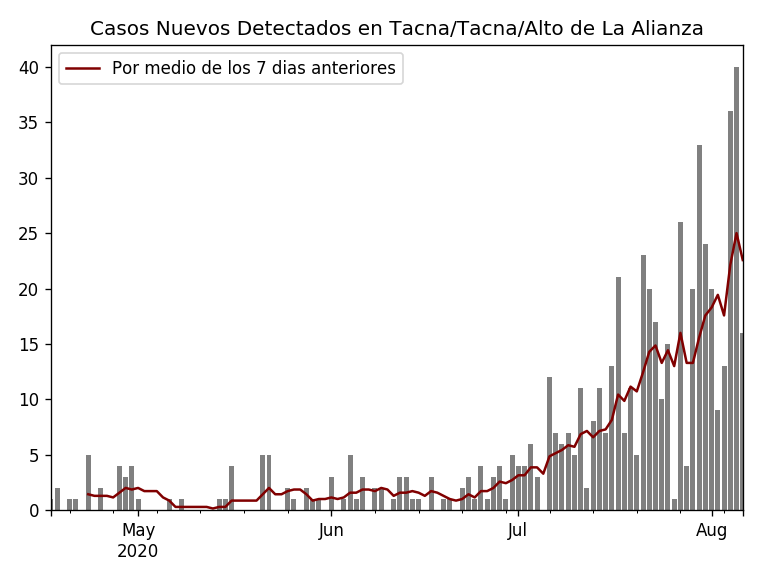 Casos Nuevos Detectados en Tacna/Tacna/Alto de La Alianza
Por medio de los 7 dias anteriores
40
35
30
25
20
15
10
5
0
May
2020
Jun
Jul
Aug